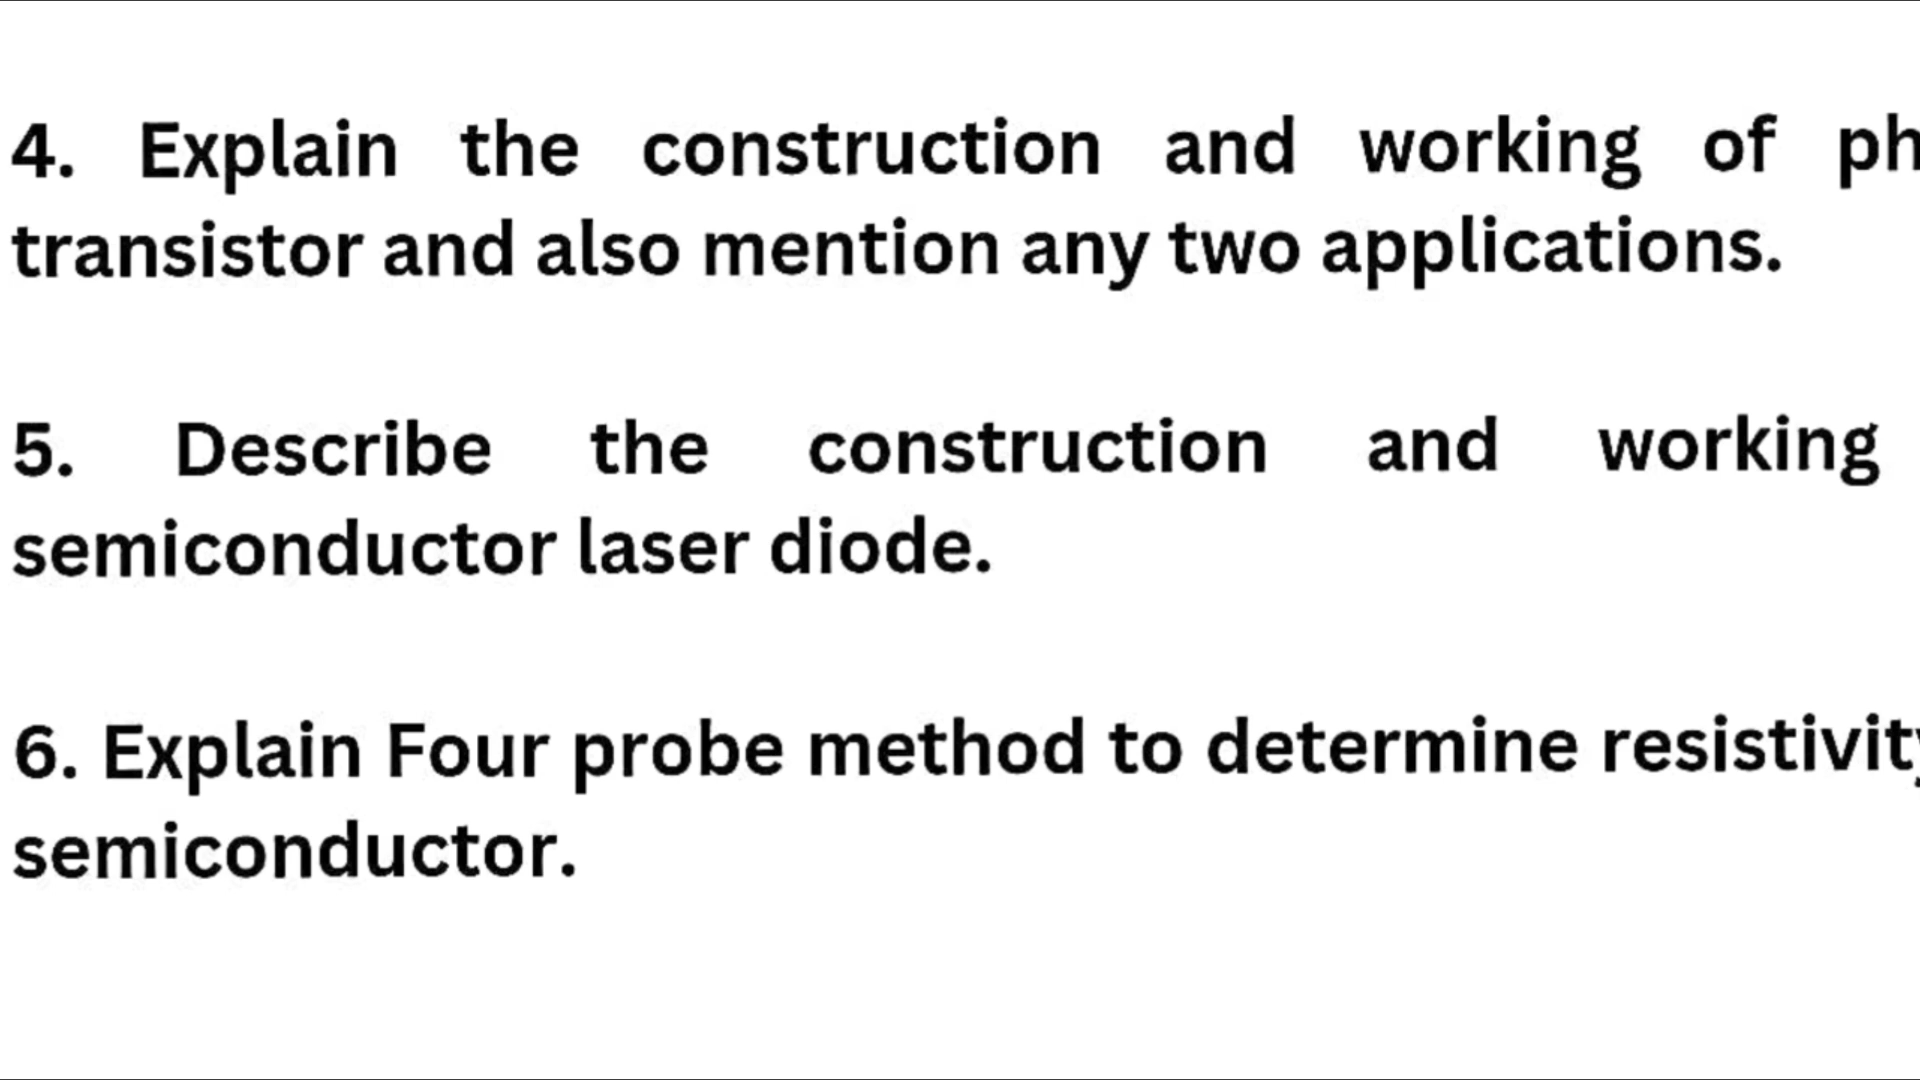 4. Explain the construction and working of ph
transistor and also mention any two applications.
5. Describe the construction and working
semiconductor laser diode.
6. Explain Four probe method to determine resistivity
semiconductor.